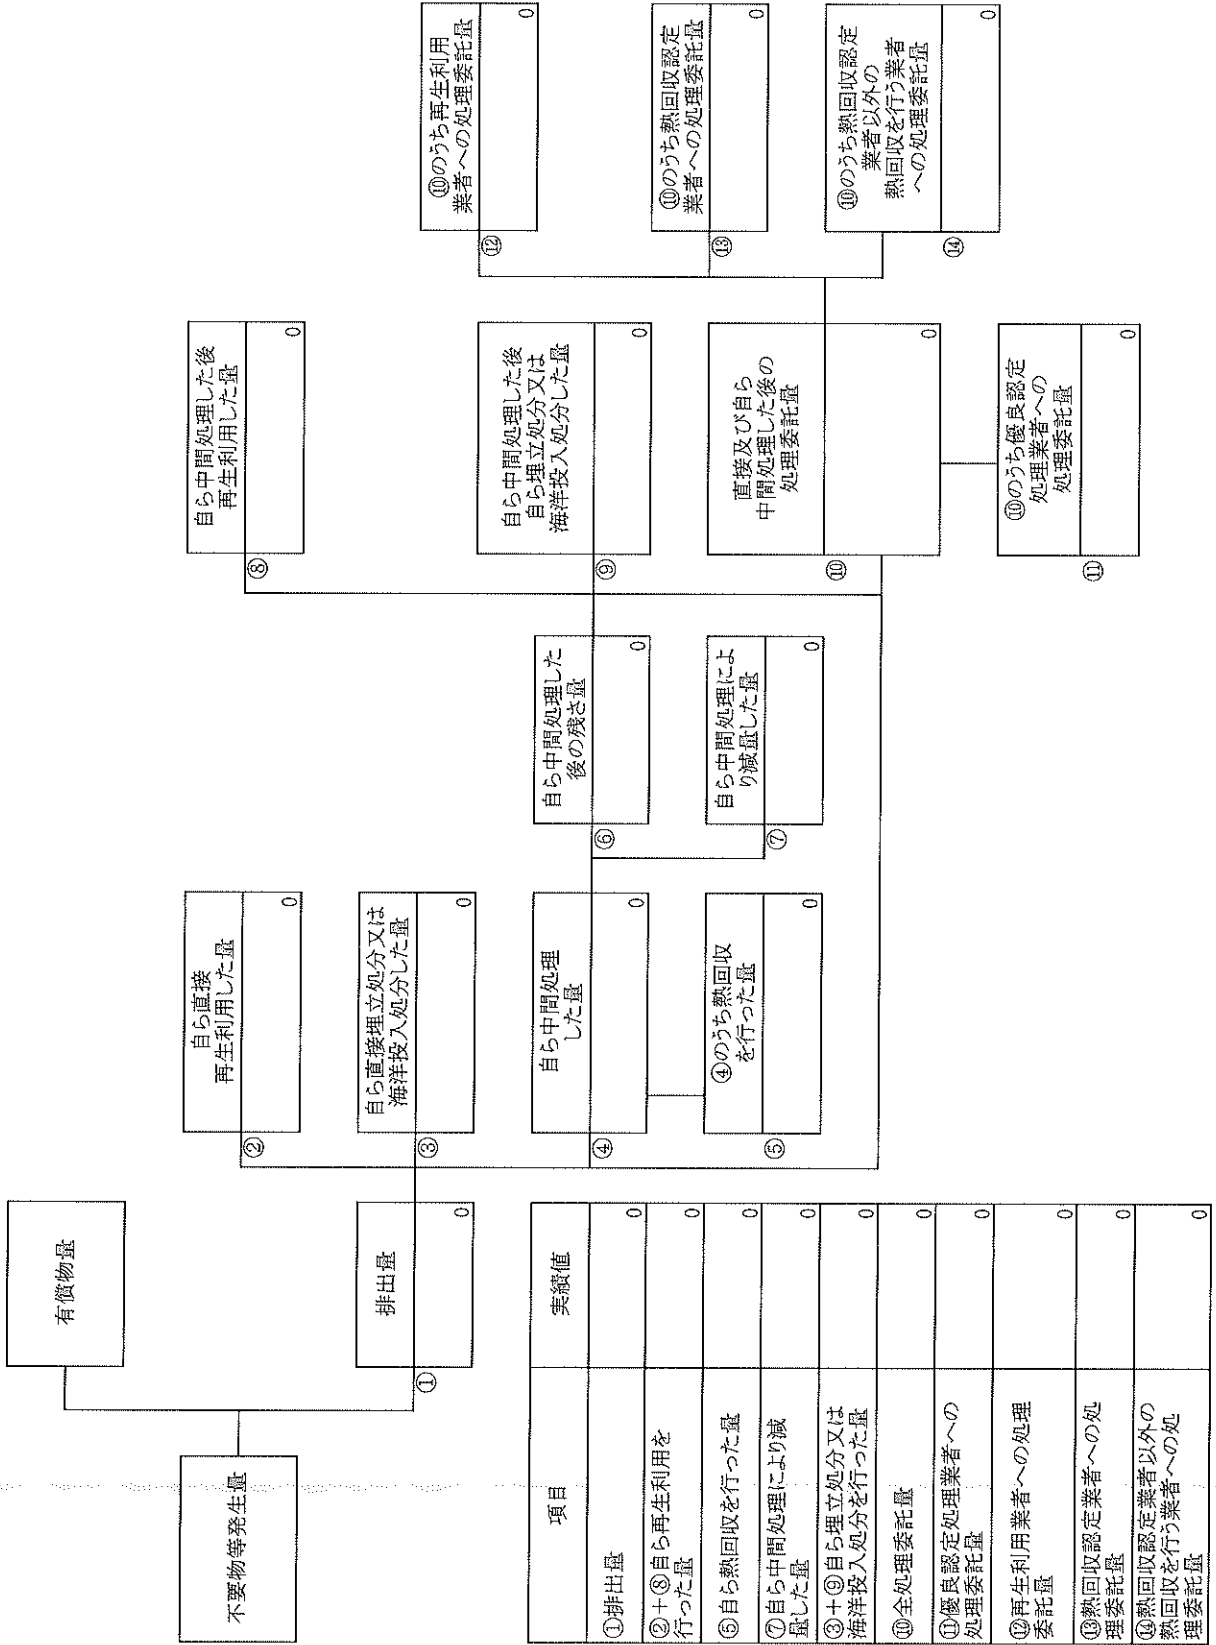 不要物等発生量
有償物量
①
排出量
0
②
自ら直接
再生利用した量
0
③
自ら直接埋立処分又は
海洋投入処分した量
0
④
自ら中間処理
した量
0
⑤
④のうち熱回収
を行った量
0
⑥
自ら中間処理した
後の残さ量
0
⑦
自ら中間処理によ
り減量した量
0
⑧
自ら中間処理した後
再生利用した量
0
⑨
自ら中間処理した後
自ら埋立処分又は
海洋投入処分した量
0
⑩
直接及び自ら
中間処理した後の
処理委託量
0
⑪
⑩のうち優良認定
処理業者への
処理委託量
0
⑫
⑩のうち再生利用
業者への処理委託量
0
⑬
⑩のうち熱回収認定
業者への処理委託量
0
⑭
⑩のうち熱回収認定
業者以外の
熱回収を行う業者
への処理委託量
0
項目 実績値
①排出量 0
②+⑧自ら再生利用を
行った量 0
⑤自ら熱回収を行った量 0
⑦自ら中間処理により減
量した量 0
③+⑨自ら埋立処分又は
海洋投入処分を行った量 0
⑩全処理委託量 0
⑪優良認定処理業者への
処理委託量 0
⑫再生利用業者への処理
委託量 0
⑬熱回収認定業者への処
理委託量 0
⑭熱回収認定業者以外の
熱回収を行う業者への処
理委託量 0